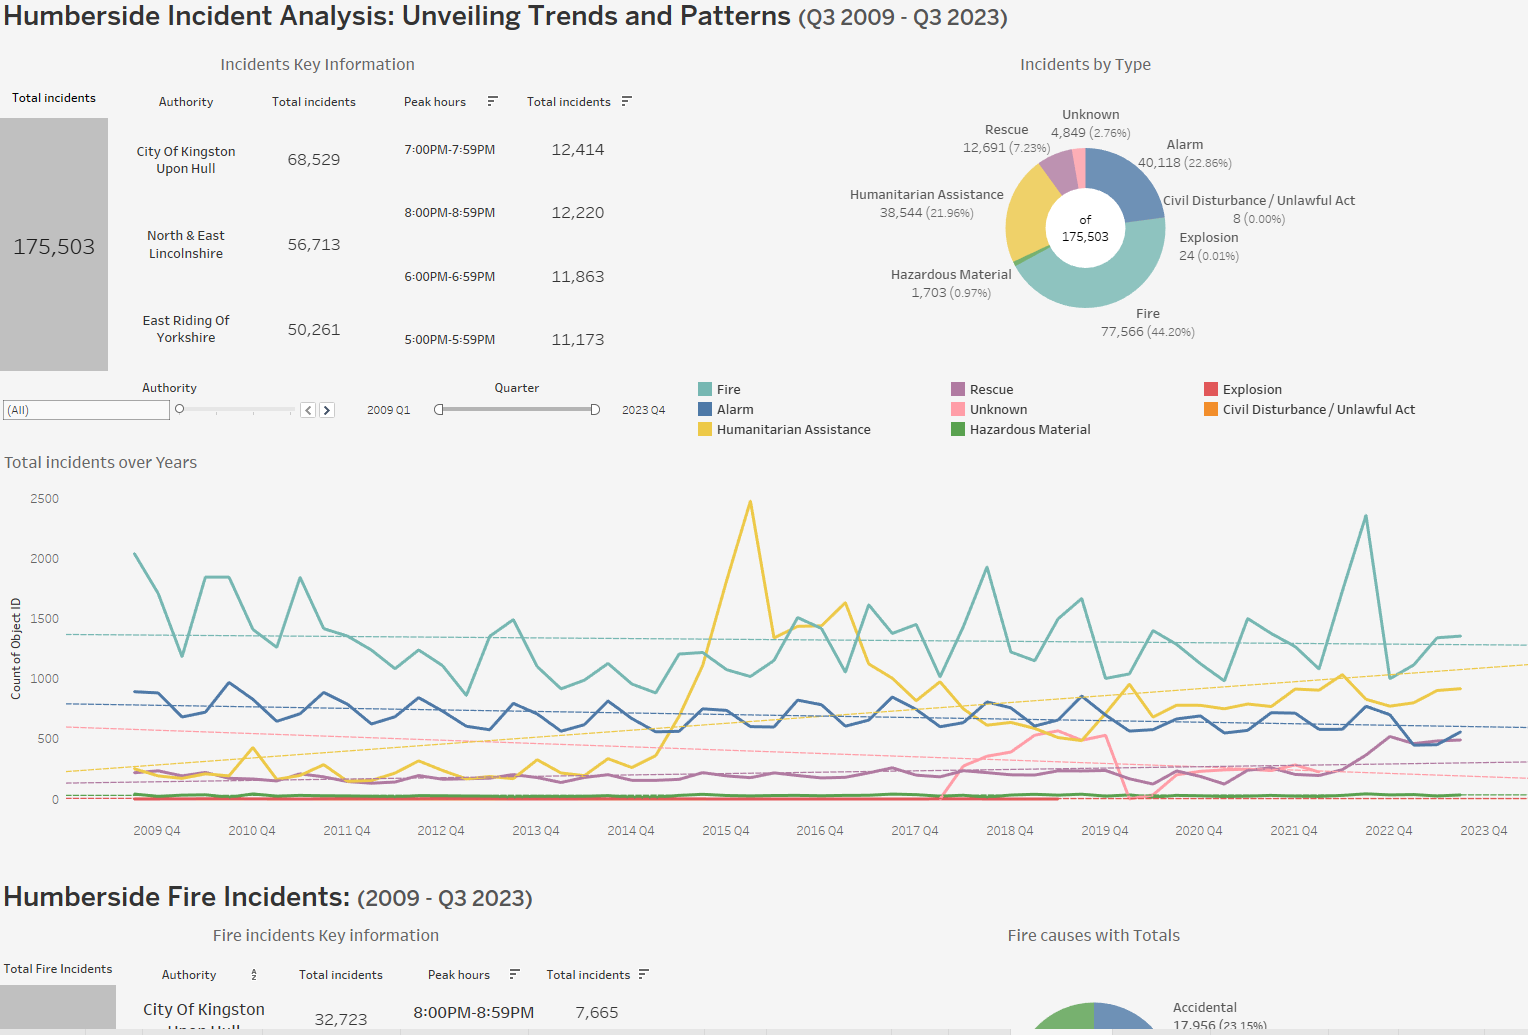 Humberside Incident Analysis: Unveiling Trends and Patterns (Q3 2009 - Q3 2023)
Incidents Key Information
Total incidents
Authority
Total incidents
Peak hours
Total incidents
175,503
City Of Kingston
Upon Hull
68,529
7:00PM-7:59PM
12,414
8:00PM-8:59PM
12,220
North & East
Lincolnshire
56,713
6:00PM-6:59PM
11,863
East Riding Of
Yorkshire
50,261
5:00PM-5:59PM
11,173
Incidents by Type
Unknown
4,849 (2.76%)
Rescue
12,691 (7.23%)
Alarm
40,118 (22.86%)
Humanitarian Assistance
38,544 (21.96%)
Civil Disturbance / Unlawful Act
8 (0.00%)
of
175,503
Explosion
24 (0.01%)
Hazardous Material
1,703 (0.97%)
Fire
77,566 (44.20%)
Authority
(All)
Quarter
2009 Q1
2023 Q4
Fire
Alarm
Humanitarian Assistance
Rescue
Unknown
Hazardous Material
Explosion
Civil Disturbance / Unlawful Act
Total incidents over Years
Count of Object ID
2500
2000
1500
1000
500
0
2009 Q4
2010 Q4
2011 Q4
2012 Q4
2013 Q4
2014 Q4
2015 Q4
2016 Q4
2017 Q4
2018 Q4
2019 Q4
2020 Q4
2021 Q4
2022 Q4
2023 Q4
Humberside Fire Incidents: (2009 - Q3 2023)
Fire incidents Key information
Total Fire Incidents
Authority
Total incidents
Peak hours
Total incidents
City Of Kingston
Upon Hull
32,723
8:00PM-8:59PM
7,665
Fire causes with Totals
Accidental
17,956 (23.15%)